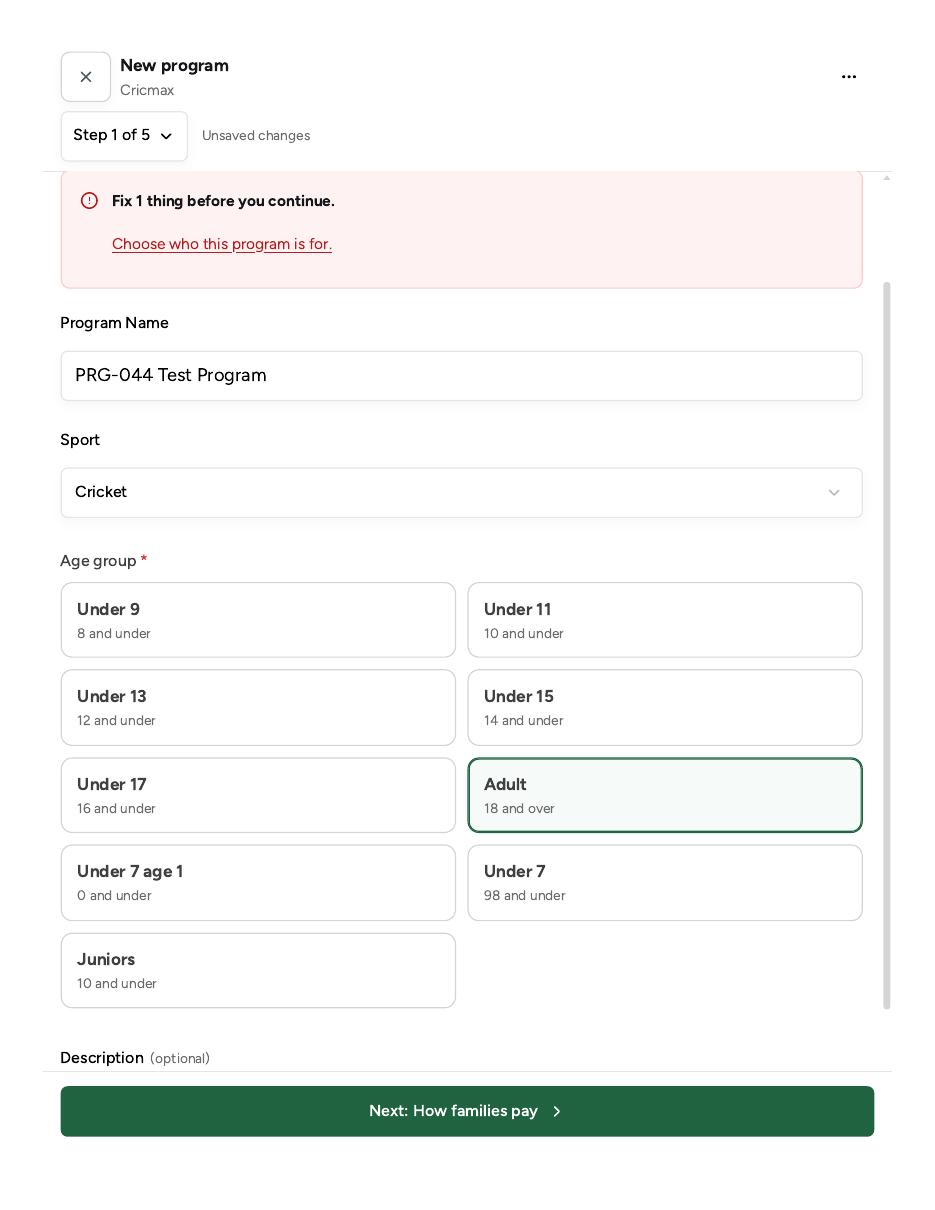 New program
Cricmax
Step 1 of 5
Unsaved changes
Fix 1 thing before you continue.
Choose who this program is for.
Program Name
PRG-044 Test Program
Sport
Cricket
Age group *
Under 9
8 and under
Under 11
10 and under
Under 13
12 and under
Under 15
14 and under
Under 17
16 and under
Adult
18 and over
Under 7 age 1
0 and under
Under 7
98 and under
Juniors
10 and under
Description (optional)
Next: How families pay